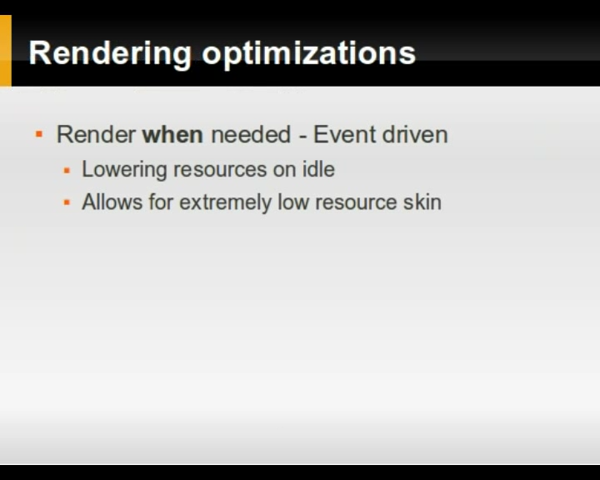 Rendering optimizations
Render when needed - Event driven
Lowering resources on idle
Allows for extremely low resource skin